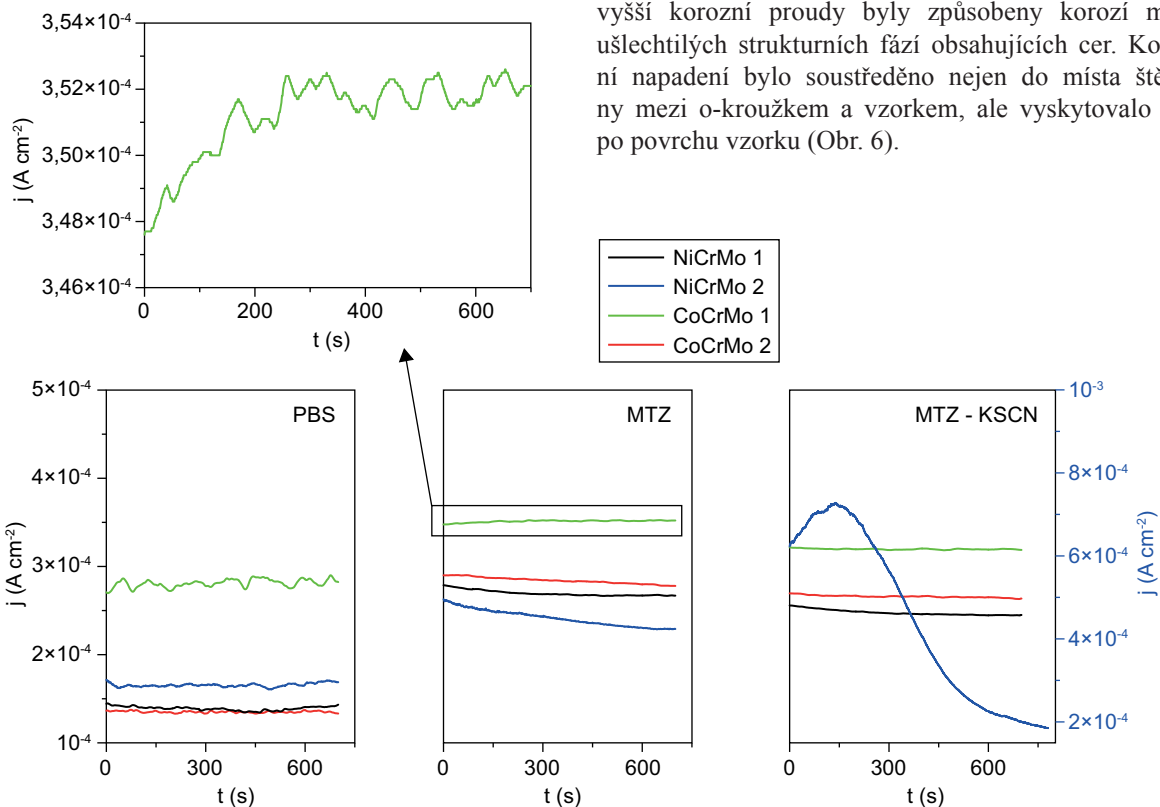 3,54×10⁻⁴
3,52×10⁻⁴
3,50×10⁻⁴
3,48×10⁻⁴
3,46×10⁻⁴
j (A cm⁻²)
0 200 400 600
t (s)
vyšší korozní proudy byly způsobeny korozí m
ušlechtilých strukturních fází obsahujících cer. Ko
ní napadení bylo soustředěno nejen do místa ště
ny mezi o-kroužkem a vzorkem, ale vyskytovalo
po povrchu vzorku (Obr. 6).
NiCrMo 1
NiCrMo 2
CoCrMo 1
CoCrMo 2
5×10⁻⁴
4×10⁻⁴
3×10⁻⁴
2×10⁻⁴
10⁻⁴
j (A cm⁻²)
PBS
0 300 600
t (s)
MTZ
0 300 600
t (s)
MTZ - KSCN
0 300 600
t (s)
10⁻³
8×10⁻⁴
6×10⁻⁴
4×10⁻⁴
2×10⁻⁴
j (A cm⁻²)